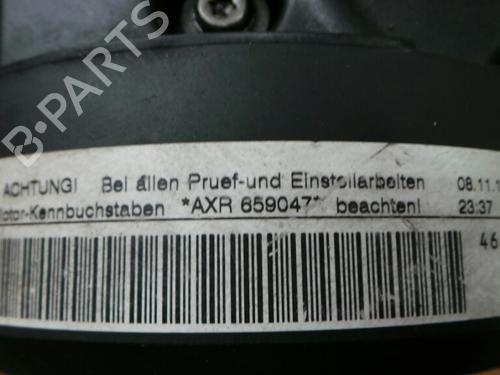 B-PARTS
ACHTUNG! Bei allen Pruef-und Einstellarbeiten 08.11.1
Motor-Kennbuchstaben *AXR 659047* beachten! 23:37
46